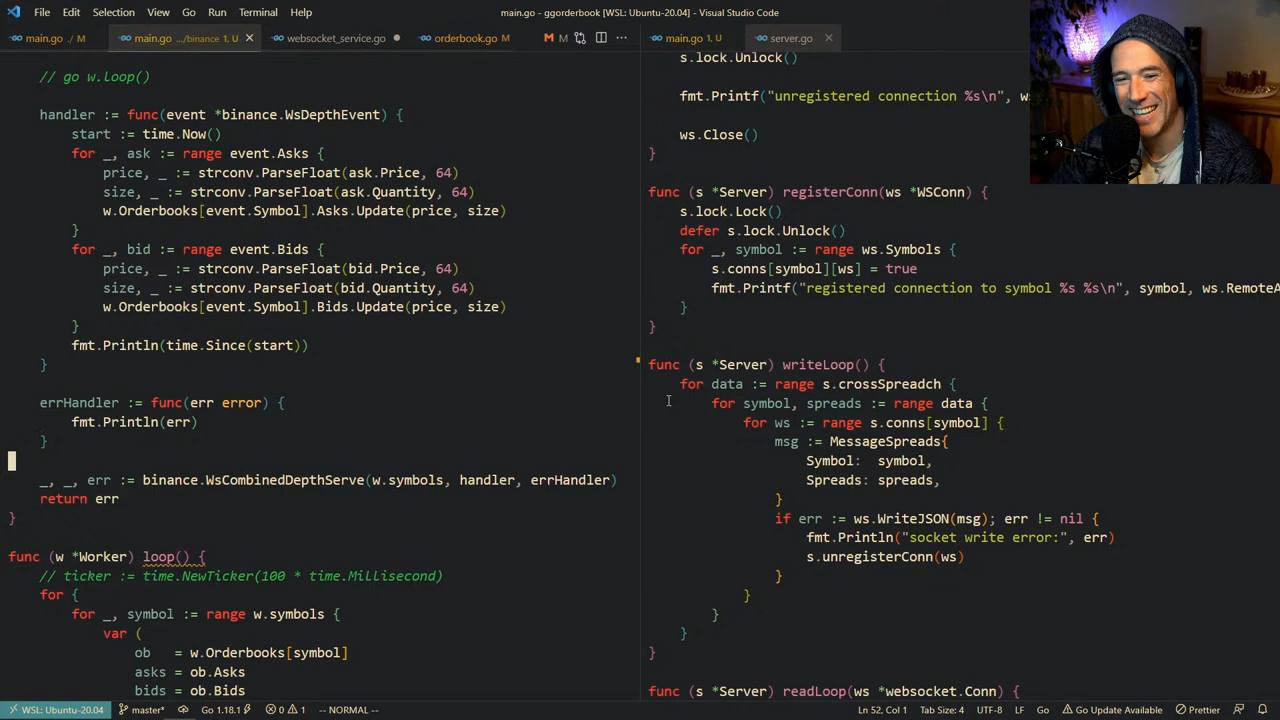 File Edit Selection View Go Run Terminal Help
main.go - ggorderbook [WSL: Ubuntu-20.04] - Visual Studio Code
main.go ./ M
main.go .../binance 1, U
websocket_service.go
orderbook.go M
M M
main.go 1, U
server.go
// go w.loop()
handler := func(event *binance.WsDepthEvent) {
start := time.Now()
for _, ask := range event.Asks {
price, _ := strconv.ParseFloat(ask.Price, 64)
size, _ := strconv.ParseFloat(ask.Quantity, 64)
w.Orderbooks[event.Symbol].Asks.Update(price, size)
}
for _, bid := range event.Bids {
price, _ := strconv.ParseFloat(bid.Price, 64)
size, _ := strconv.ParseFloat(bid.Quantity, 64)
w.Orderbooks[event.Symbol].Bids.Update(price, size)
}
fmt.Println(time.Since(start))
}
errHandler := func(err error) {
fmt.Println(err)
}
_, _, err := binance.WsCombinedDepthServe(w.symbols, handler, errHandler)
return err
}
func (w *Worker) loop() {
// ticker := time.NewTicker(100 * time.Millisecond)
for {
for _, symbol := range w.symbols {
var (
ob = w.Orderbooks[symbol]
asks = ob.Asks
bids = ob.Bids
s.lock.Unlock()
fmt.Printf("unregistered connection %s\n", ws
ws.Close()
}
func (s *Server) registerConn(ws *WSConn) {
s.lock.Lock()
defer s.lock.Unlock()
for _, symbol := range ws.Symbols {
s.conns[symbol][ws] = true
fmt.Printf("registered connection to symbol %s %s\n", symbol, ws.RemoteA
}
}
func (s *Server) writeLoop() {
for data := range s.crossSpreadch {
for symbol, spreads := range data {
for ws := range s.conns[symbol] {
msg := MessageSpreads{
Symbol: symbol,
Spreads: spreads,
}
if err := ws.WriteJSON(msg); err != nil {
fmt.Println("socket write error:", err)
s.unregisterConn(ws)
}
}
}
}
}
func (s *Server) readLoop(ws *websocket.Conn) {
WSL: Ubuntu-20.04 master* Go 1.18.1 0 1 -- NORMAL -- Ln 52, Col 1 Tab Size: 4 UTF-8 LF Go Go Update Available Prettier